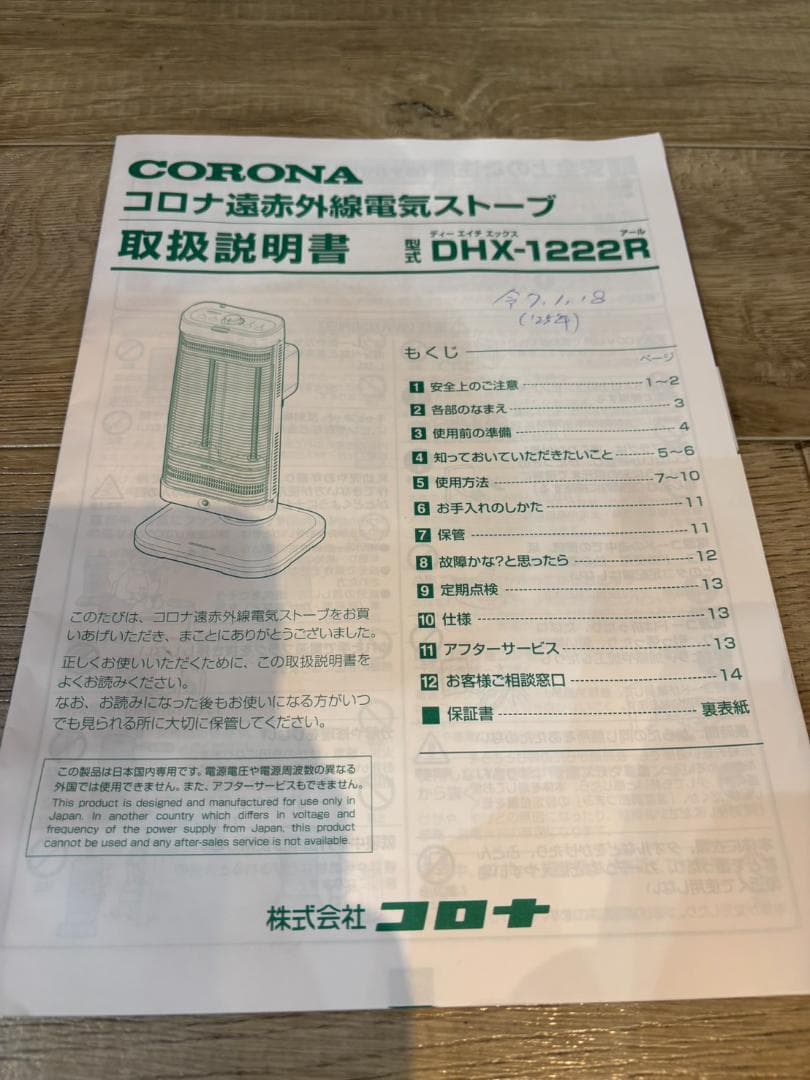 CORONA
コロナ遠赤外線電気ストーブ
取扱説明書
型式
ディー エイチ エックス アール
DHX-1222R
令7.1.18
('25年)
もくじ
ページ
1 安全上のご注意 1～2
2 各部のなまえ 3
3 使用前の準備 4
4 知っておいていただきたいこと 5～6
5 使用方法 7～10
6 お手入れのしかた 11
7 保管 11
8 故障かな?と思ったら 12
9 定期点検 13
10 仕様 13
11 アフターサービス 13
12 お客様ご相談窓口 14
■ 保証書 裏表紙
このたびは、コロナ遠赤外線電気ストーブをお買
いあげいただき、まことにありがとうございました。
正しくお使いいただくために、この取扱説明書を
よくお読みください。
なお、お読みになった後もお使いになる方がいつ
でも見られる所に大切に保管してください。
この製品は日本国内専用です。電源電圧や電源周波数の異なる
外国では使用できません。また、アフターサービスもできません。
This product is designed and manufactured for use only in
Japan. In another country which differs in voltage and
frequency of the power supply from Japan, this product
cannot be used and any after-sales service is not available.
株式会社 コロナ